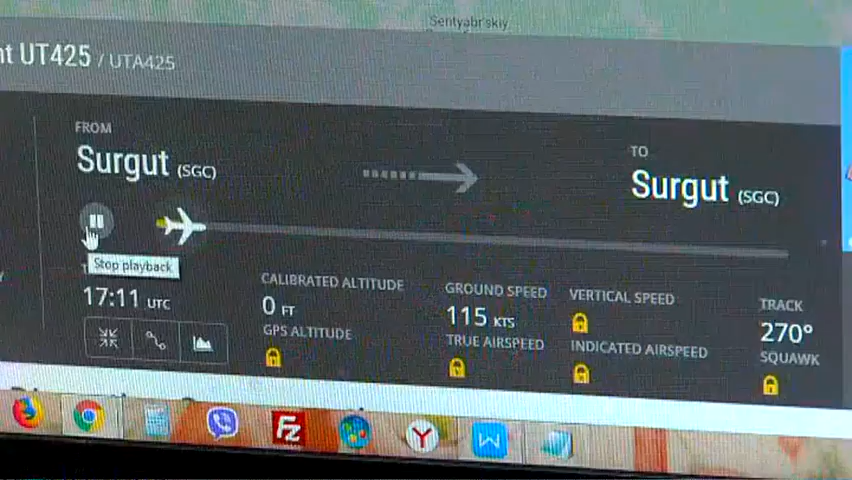 Sentyabr'skiy
UT425 / UTA425
FROM
Surgut (SGC)
TO
Surgut (SGC)
Stop playback
17:11 UTC
CALIBRATED ALTITUDE
0 FT
GPS ALTITUDE
GROUND SPEED
115 KTS
TRUE AIRSPEED
VERTICAL SPEED
INDICATED AIRSPEED
TRACK
270°
SQUAWK
FZ
Y
W